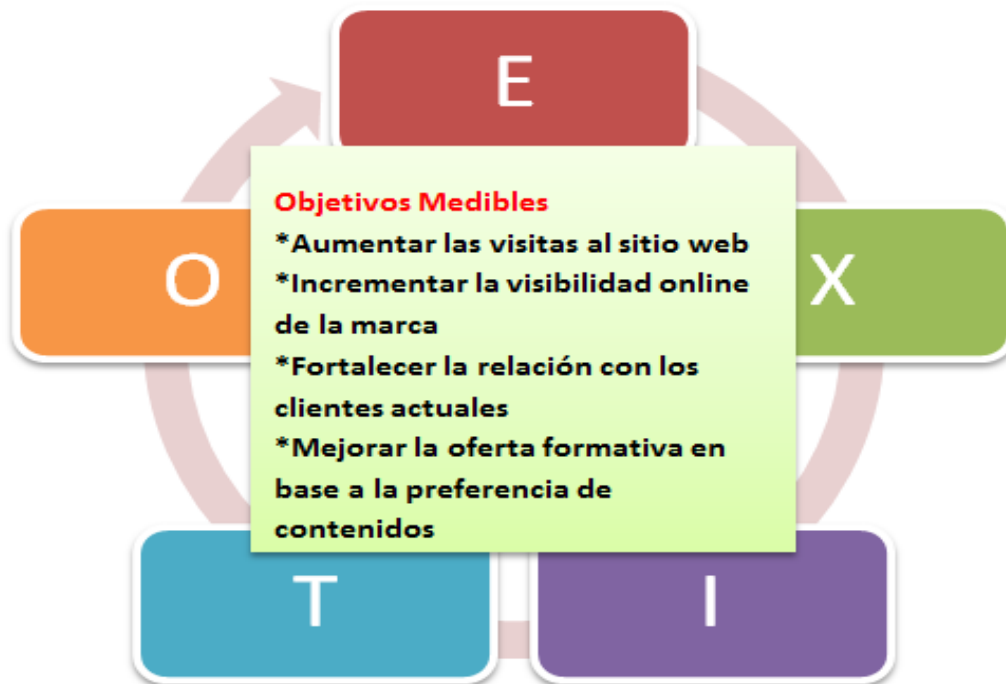 E
X
I
T
O
Objetivos Medibles
*Aumentar las visitas al sitio web
*Incrementar la visibilidad online
de la marca
*Fortalecer la relación con los
clientes actuales
*Mejorar la oferta formativa en
base a la preferencia de
contenidos